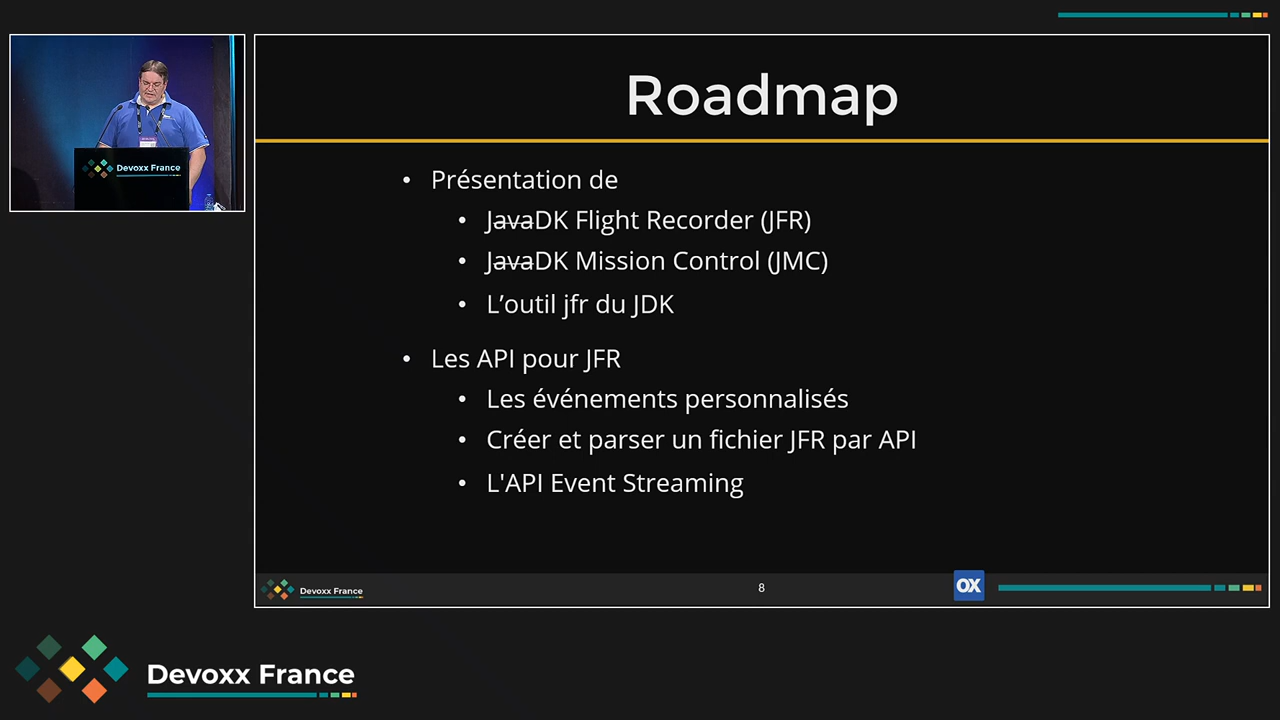 Devoxx France
Roadmap
• Présentation de
• JavaDK Flight Recorder (JFR)
• JavaDK Mission Control (JMC)
• L’outil jfr du JDK
• Les API pour JFR
• Les événements personnalisés
• Créer et parser un fichier JFR par API
• L'API Event Streaming
Devoxx France
8
OX
Devoxx France